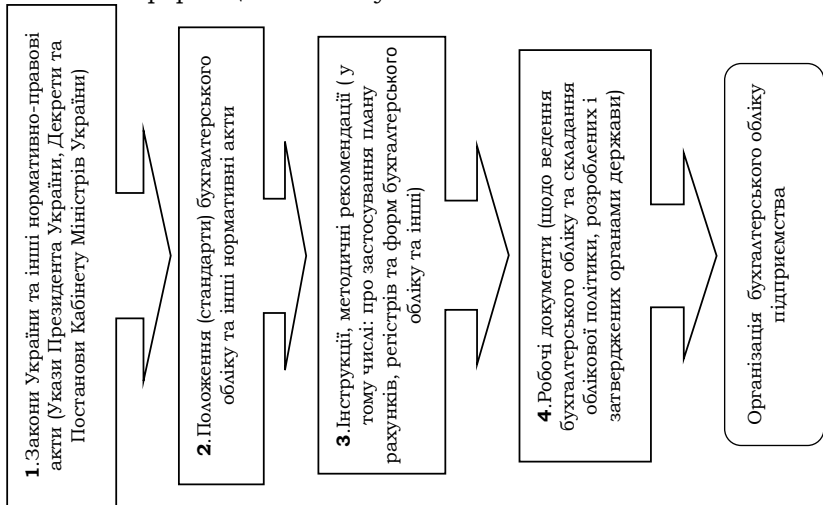 1.Закони України та інші нормативно-правові
акти (Укази Президента України, Декрети та
Постанови Кабінету Міністрів України)
2.Положення (стандарти) бухгалтерського
обліку та інші нормативні акти
3.Інструкції, методичні рекомендації ( у
тому числі: про застосування плану
рахунків, регістрів та форм бухгалтерського
обліку та інші)
4.Робочі документи (щодо ведення
бухгалтерського обліку та складання
облікової політики, розроблених і
затверджених органами держави)
Організація бухгалтерського обліку
підприємства